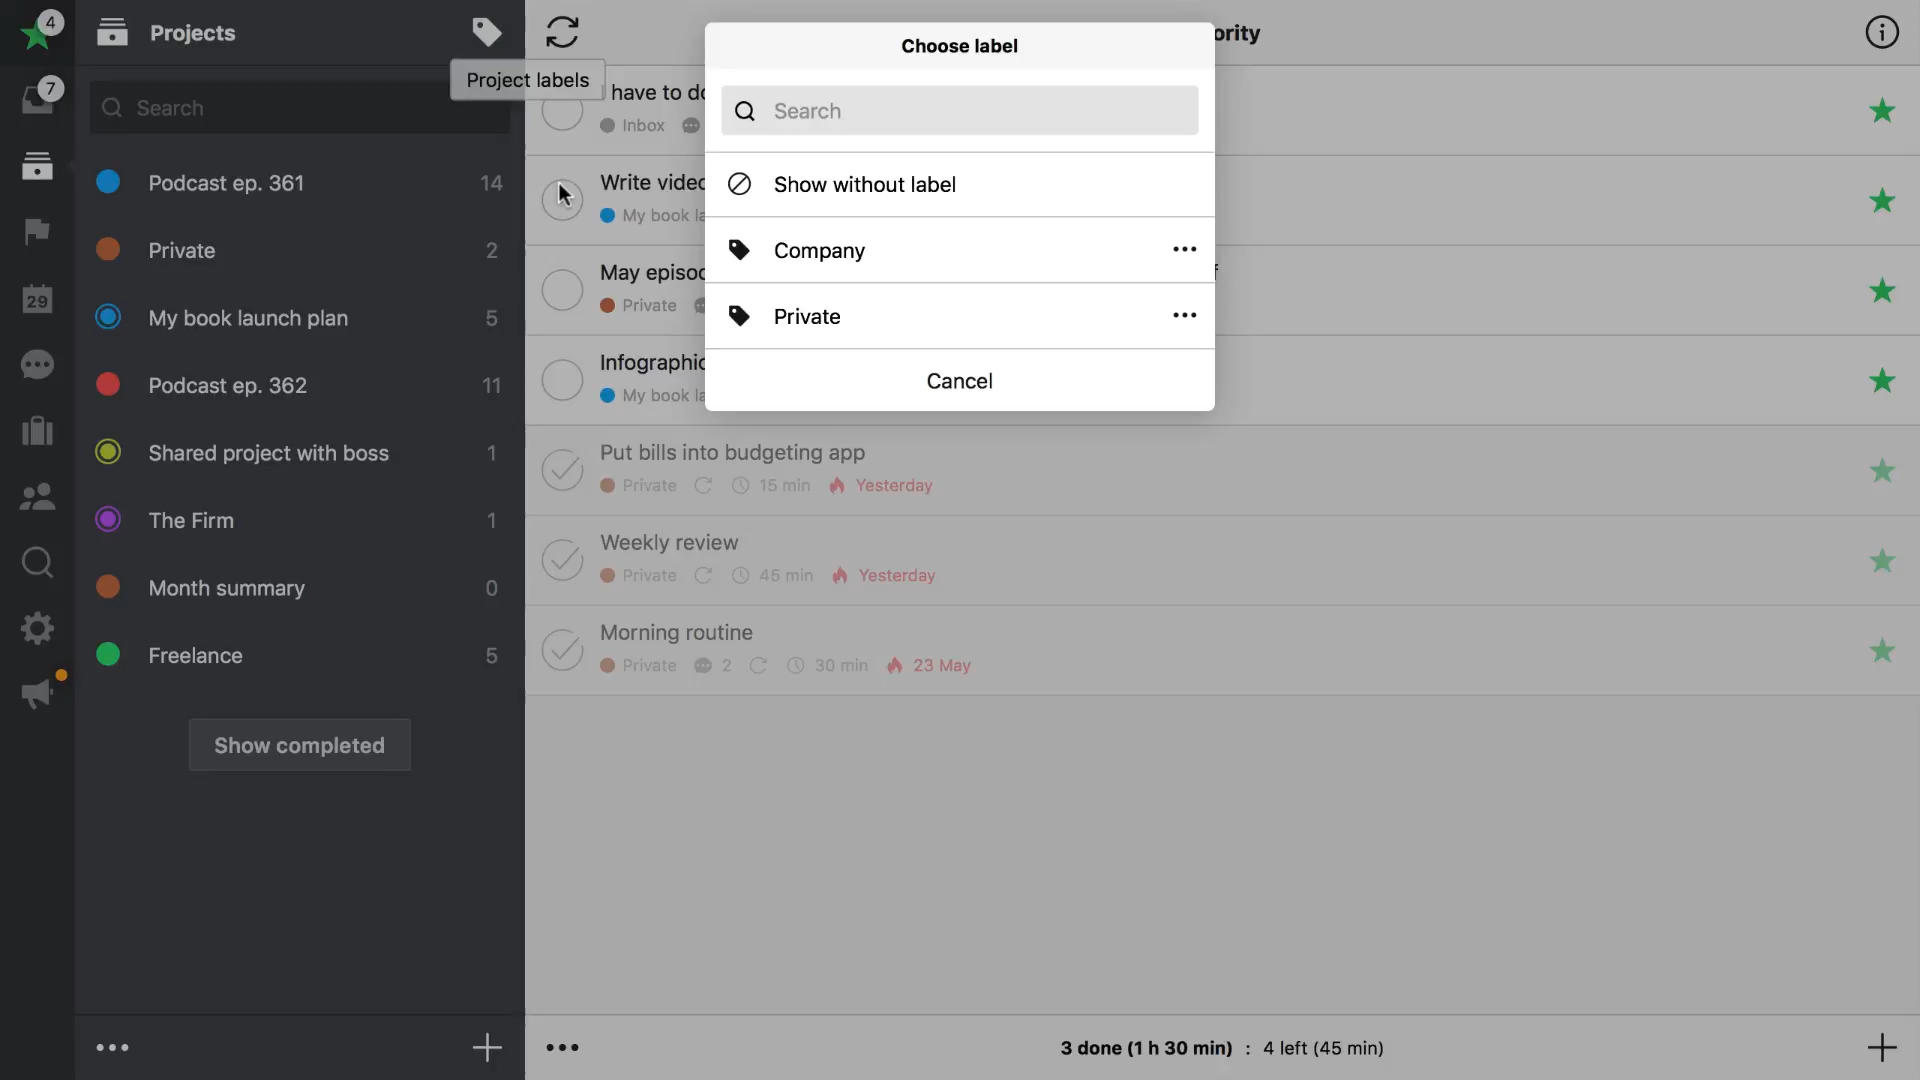 4
7
29
Projects
Project labels
Search
Podcast ep. 361 14
Private 2
My book launch plan 5
Podcast ep. 362 11
Shared project with boss 1
The Firm 1
Month summary 0
Freelance 5
Show completed
Choose label
Search
Show without label
Company
Private
Cancel
have to
Inbox
Write video
My book
May
Private
Infographic
My book
Put bills into budgeting app
Private 15 min Yesterday
Weekly review
Private 45 min Yesterday
Morning routine
Private 2 30 min 23 May
3 done (1 h 30 min) : 4 left (45 min)